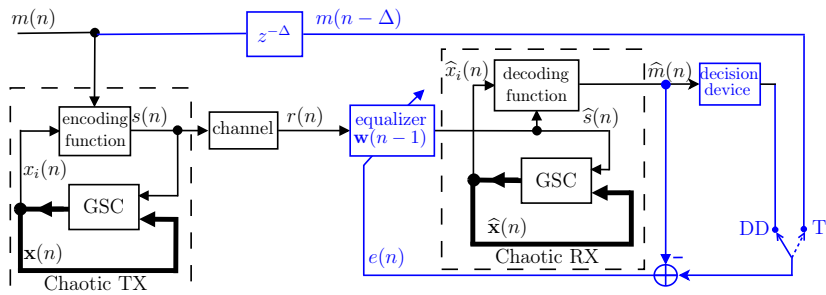 m(n)
z^{-Δ}
m(n − Δ)
encoding
function
s(n)
channel
r(n)
equalizer
w(n−1)
x̂_i(n)
decoding
function
m̂(n)
decision
device
ŝ(n)
x_i(n)
GSC
x(n)
Chaotic TX
GSC
x̂(n)
Chaotic RX
e(n)
DD
T
−